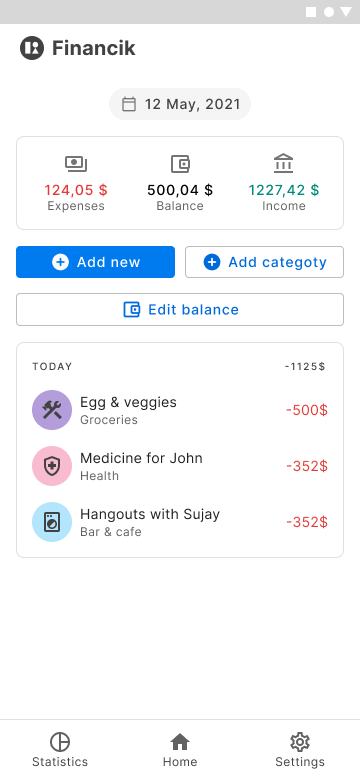 Financik
12 May, 2021
124,05 $ 500,04 $ 1227,42 $
Expenses Balance Income
Add new Add categoty
Edit balance
TODAY -1125$
Egg & veggies
Groceries
-500$
Medicine for John
Health
-352$
Hangouts with Sujay
Bar & cafe
-352$
Statistics Home Settings